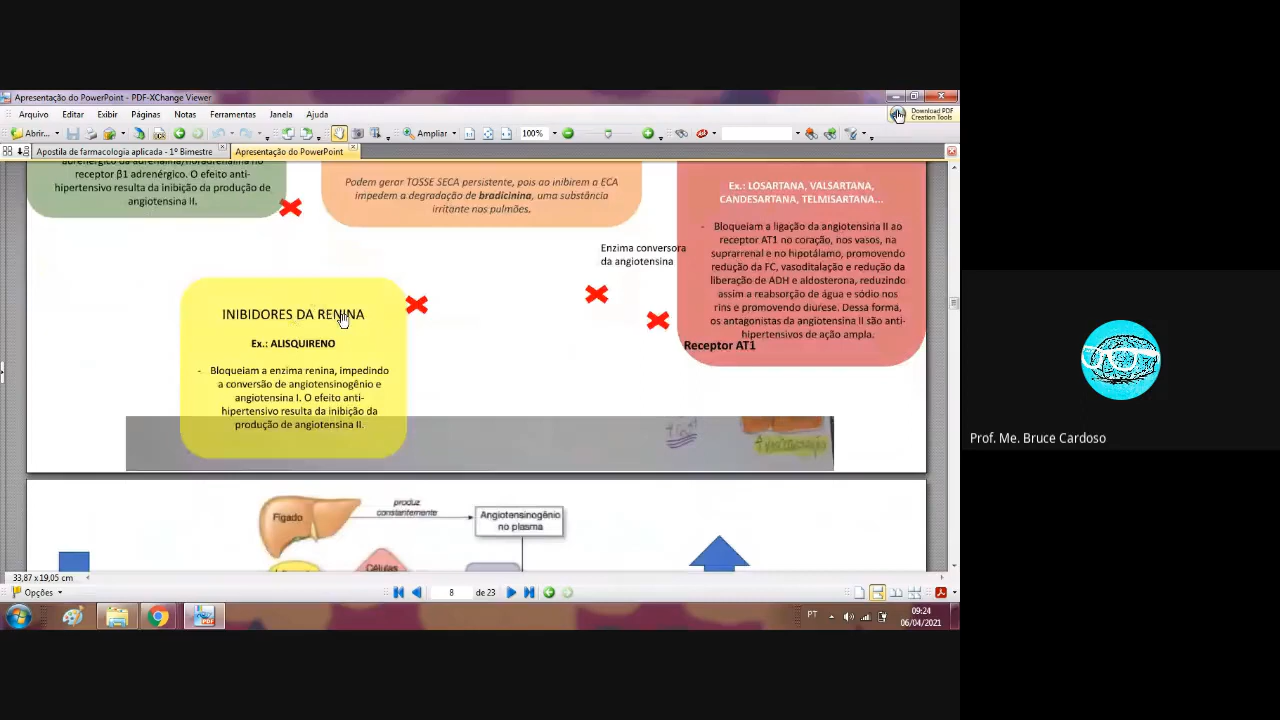 Apresentação do PowerPoint - PDF-XChange Viewer
Arquivo Editar Exibir Páginas Notas Ferramentas Janela Ajuda
Download PDF
Creation Tools
Abrir... Ampliar 100%
Apostila de farmacologia aplicada - 1º Bimestre Apresentação do PowerPoint
receptor β1 adrenérgico. O efeito anti-
hipertensivo resulta da inibição da produção de
angiotensina II.
Podem gerar TOSSE SECA persistente, pois ao inibirem a ECA
impedem a degradação de bradicinina, uma substância
irritante nos pulmões.
Ex.: LOSARTANA, VALSARTANA,
CANDESARTANA, TELMISARTANA...
- Bloqueiam a ligação da angiotensina II ao
receptor AT1 no coração, nos vasos, na
suprarrenal e no hipotálamo, promovendo
redução da FC, vasoditalação e redução da
liberação de ADH e aldosterona, reduzindo
assim a reabsorção de água e sódio nos
rins e promovendo diurese. Dessa forma,
os antagonistas da angiotensina II são anti-
hipertensivos de ação ampla.
Enzima conversora
da angiotensina
Receptor AT1
INIBIDORES DA RENINA
Ex.: ALISQUIRENO
- Bloqueiam a enzima renina, impedindo
a conversão de angiotensinogênio e
angiotensina I. O efeito anti-
hipertensivo resulta da inibição da
produção de angiotensina II.
Fígado
produz
constantemente
Angiotensinogênio
no plasma
Células
33,87 x 19,05 cm
Opções 8 de 23
PT 09:24
06/04/2021
Prof. Me. Bruce Cardoso